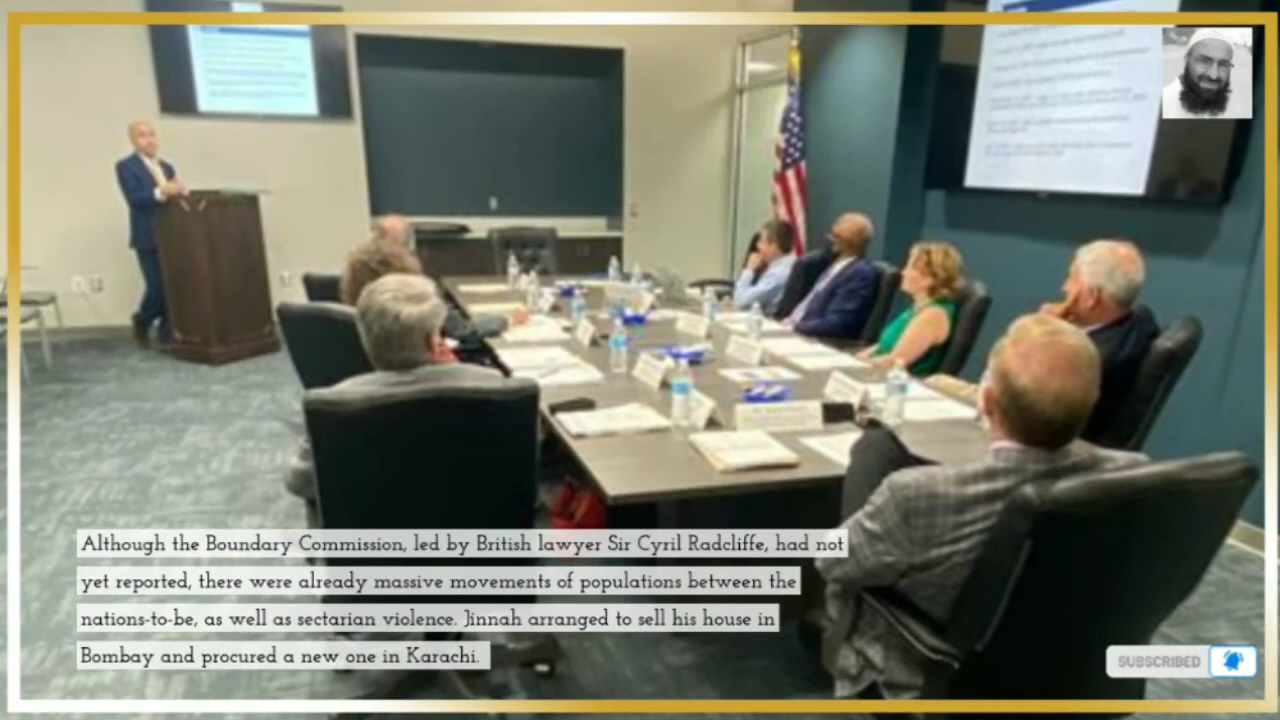 Although the Boundary Commission, led by British lawyer Sir Cyril Radcliffe, had not
yet reported, there were already massive movements of populations between the
nations-to-be, as well as sectarian violence. Jinnah arranged to sell his house in
Bombay and procured a new one in Karachi.
SUBSCRIBED